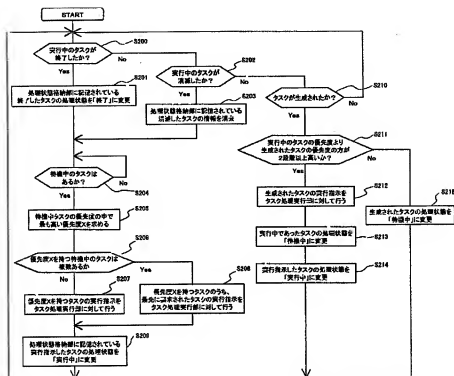 START
S200
実行中のタスクが
終了したか?
Yes
No
S201
処理状態格納部に記憶されている
終了したタスクの処理状態を「終了」に変更
S202
実行中のタスクが
消滅したか?
Yes
No
S203
処理状態格納部に記憶されている
消滅したタスクの情報を消去
S210
タスクが生成されたか?
Yes
No
S211
実行中のタスクの優先度より
生成されたタスクの優先度の方が
2段階以上高いか?
Yes
No
S212
生成されたタスクの実行指示を
タスク処理実行部に対して行う
S213
実行中であったタスクの処理状態を
「待機中」に変更
S214
実行指示したタスクの処理状態を
「実行中」に変更
生成されたタスクの処理状態を
「待機中」に変更
待機中のタスクは
あるか?
No
Yes
S204
S205
待機中タスクの優先度の中で
最も高い優先度Xを求める
S206
優先度Xを持つ待機中のタスクは
複数あるか
No
Yes
S207
優先度Xを持つタスクの実行指示を
タスク処理実行部に対して行う
S208
優先度Xを持つタスクのうち、
最先に要求されたタスクの実行指示を
タスク処理実行部に対して行う
S209
処理状態格納部に記憶されている
実行指示したタスクの処理状態を
「実行中」に変更